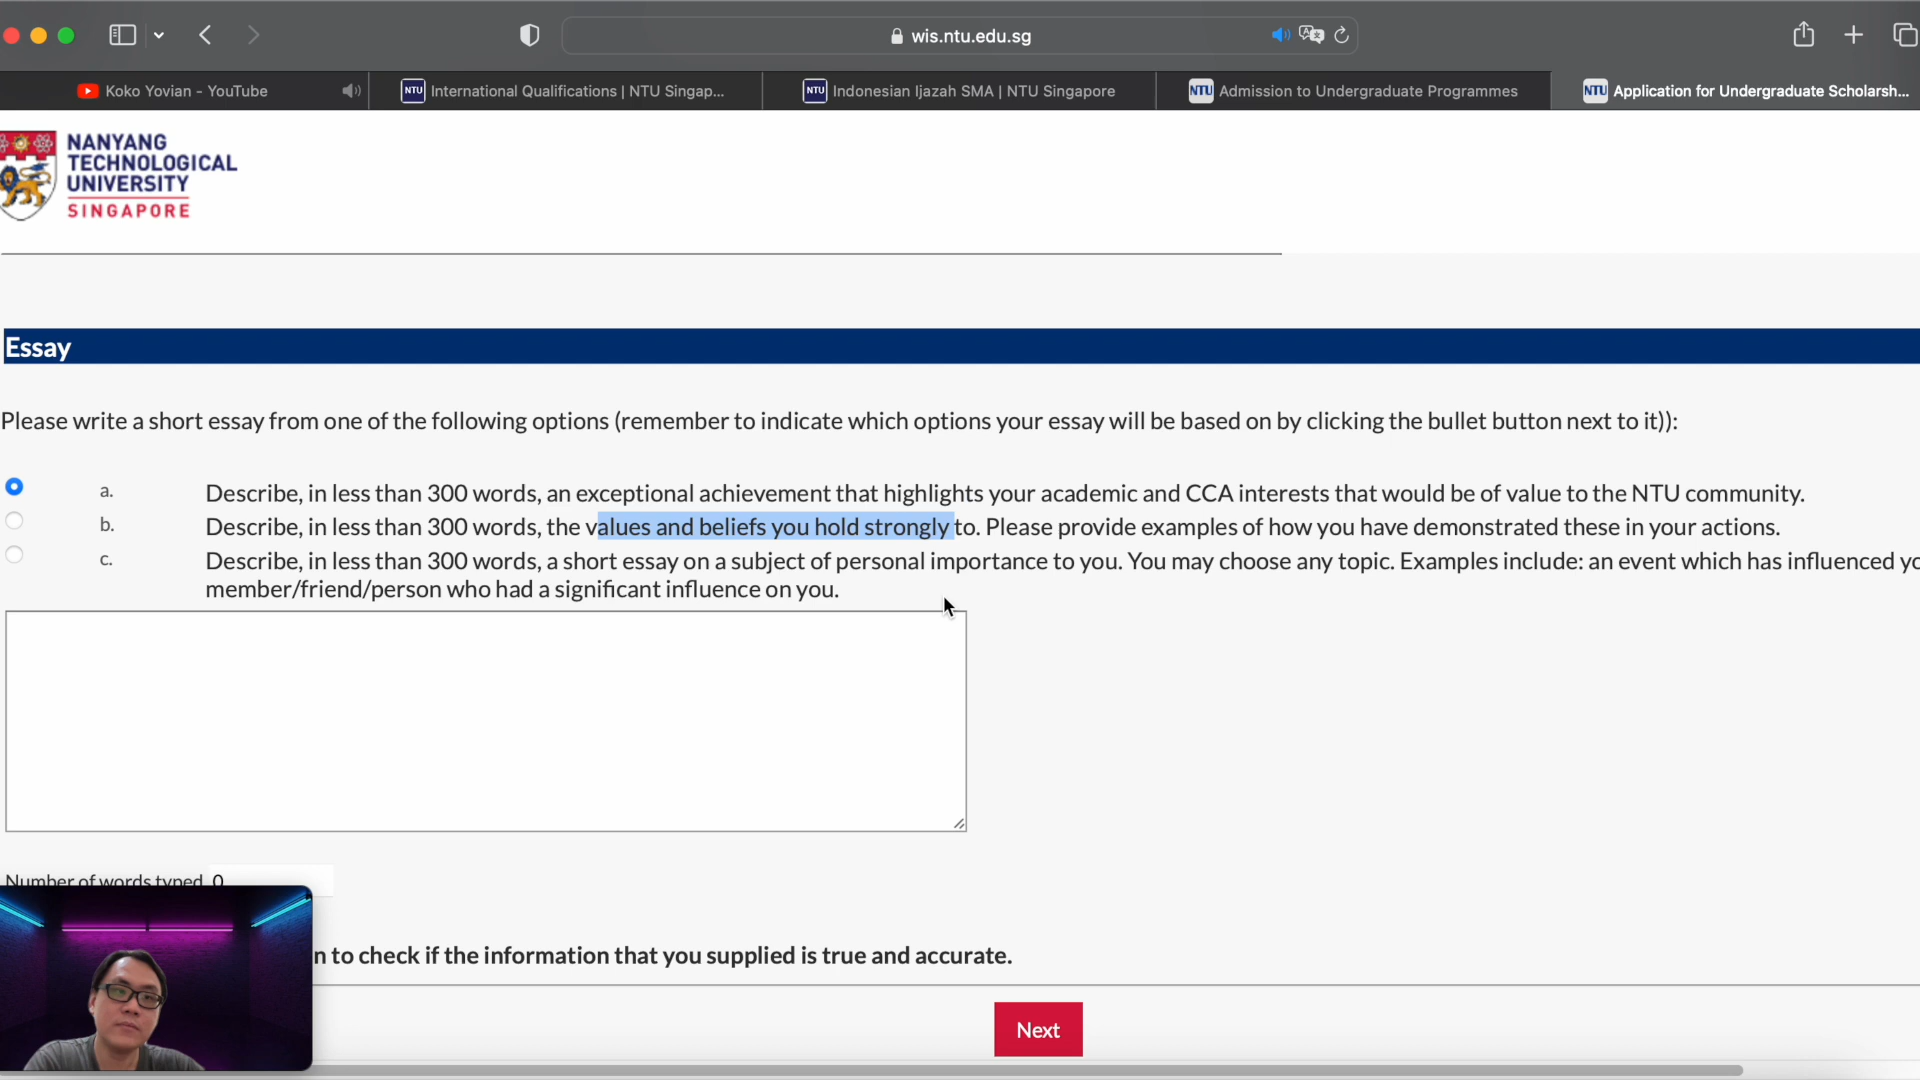 wis.ntu.edu.sg
Koko Yovian - YouTube
NTU International Qualifications | NTU Singap...
NTU Indonesian Ijazah SMA | NTU Singapore
NTU Admission to Undergraduate Programmes
NTU Application for Undergraduate Scholarsh...
NANYANG
TECHNOLOGICAL
UNIVERSITY
SINGAPORE
Essay
Please write a short essay from one of the following options (remember to indicate which options your essay will be based on by clicking the bullet button next to it)):
a. Describe, in less than 300 words, an exceptional achievement that highlights your academic and CCA interests that would be of value to the NTU community.
b. Describe, in less than 300 words, the values and beliefs you hold strongly to. Please provide examples of how you have demonstrated these in your actions.
c. Describe, in less than 300 words, a short essay on a subject of personal importance to you. You may choose any topic. Examples include: an event which has influenced yo
member/friend/person who had a significant influence on you.
Number of words typed 0
n to check if the information that you supplied is true and accurate.
Next